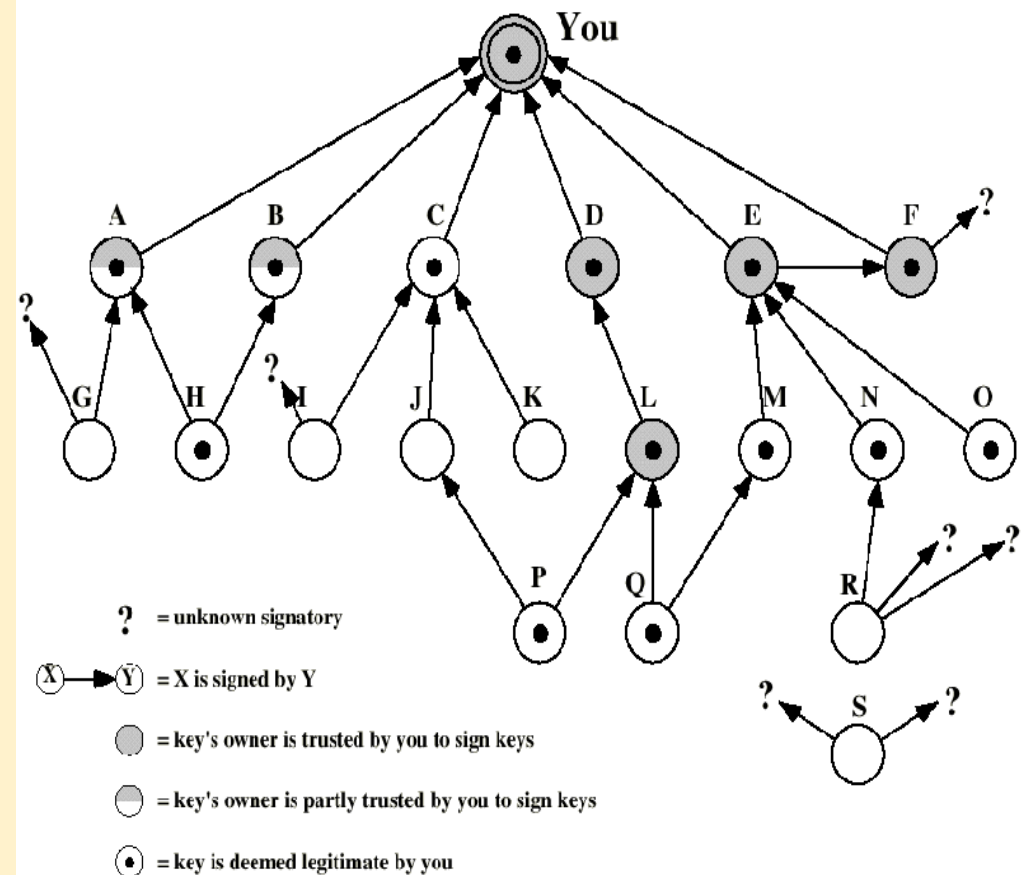 You
A B C D E F ?
?
?
G H I J K L M N O
? ?
P Q R
? = unknown signatory
X Y = X is signed by Y
? S ?
= key's owner is trusted by you to sign keys
= key's owner is partly trusted by you to sign keys
= key is deemed legitimate by you